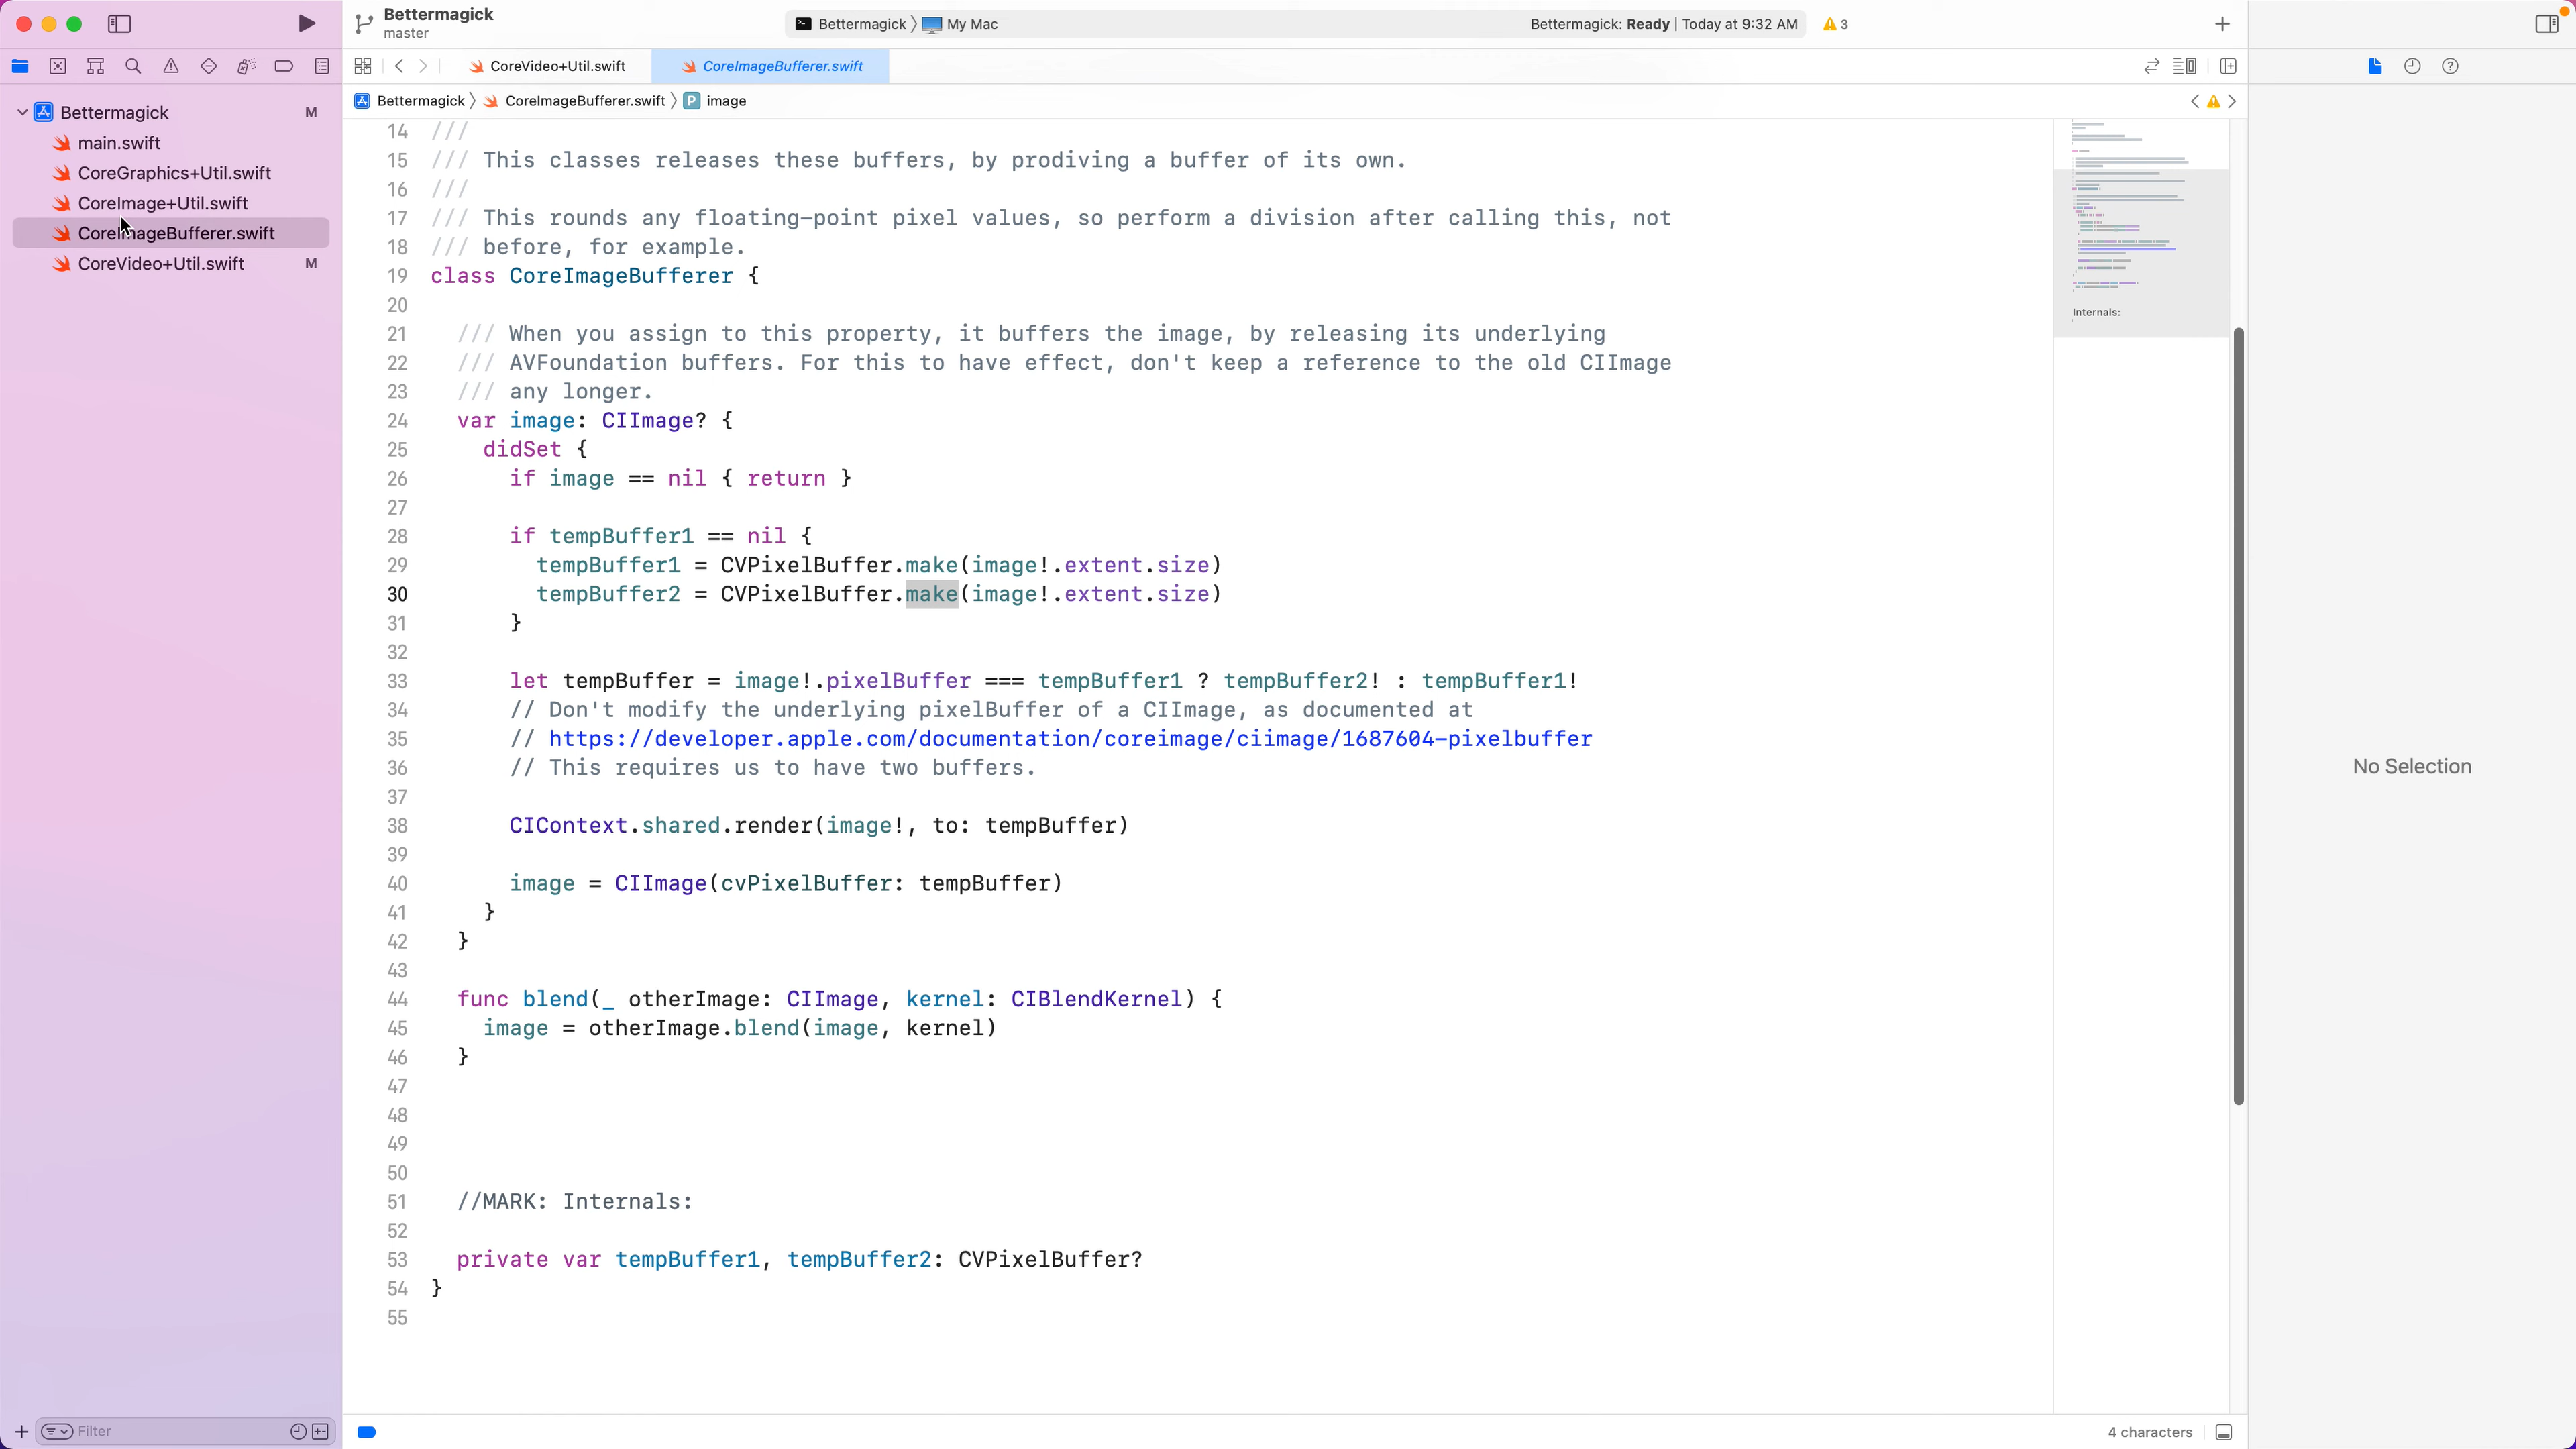 Bettermagick
master
Bettermagick
My Mac
Bettermagick: Ready | Today at 9:32 AM
3
CoreVideo+Util.swift
CoreImageBufferer.swift
Bettermagick
M
main.swift
CoreGraphics+Util.swift
CoreImage+Util.swift
CoreImageBufferer.swift
CoreVideo+Util.swift
M
Filter
Bettermagick
CoreImageBufferer.swift
P image
14 ///
15 /// This classes releases these buffers, by prodiving a buffer of its own.
16 ///
17 /// This rounds any floating-point pixel values, so perform a division after calling this, not
18 /// before, for example.
19 class CoreImageBufferer {
20
21 /// When you assign to this property, it buffers the image, by releasing its underlying
22 /// AVFoundation buffers. For this to have effect, don't keep a reference to the old CIImage
23 /// any longer.
24 var image: CIImage? {
25 didSet {
26 if image == nil { return }
27
28 if tempBuffer1 == nil {
29 tempBuffer1 = CVPixelBuffer.make(image!.extent.size)
30 tempBuffer2 = CVPixelBuffer.make(image!.extent.size)
31 }
32
33 let tempBuffer = image!.pixelBuffer === tempBuffer1 ? tempBuffer2! : tempBuffer1!
34 // Don't modify the underlying pixelBuffer of a CIImage, as documented at
35 // https://developer.apple.com/documentation/coreimage/ciimage/1687604-pixelbuffer
36 // This requires us to have two buffers.
37
38 CIContext.shared.render(image!, to: tempBuffer)
39
40 image = CIImage(cvPixelBuffer: tempBuffer)
41 }
42 }
43
44 func blend(_ otherImage: CIImage, kernel: CIBlendKernel) {
45 image = otherImage.blend(image, kernel)
46 }
47
48
49
50
51 //MARK: Internals:
52
53 private var tempBuffer1, tempBuffer2: CVPixelBuffer?
54 }
55
Internals:
No Selection
4 characters